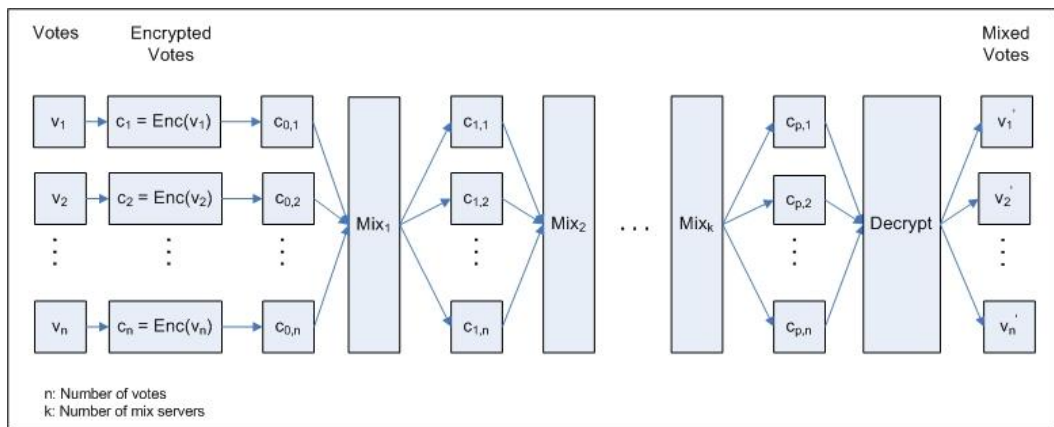 Votes Encrypted Votes Mixed Votes
v₁ c₁ = Enc(v₁) c₀,₁ c₁,₁ cₚ,₁ v₁'
v₂ c₂ = Enc(v₂) c₀,₂ Mix₁ c₁,₂ Mix₂ ... Mixₖ cₚ,₂ Decrypt v₂'
vₙ cₙ = Enc(vₙ) c₀,ₙ c₁,ₙ cₚ,ₙ vₙ'
n: Number of votes
k: Number of mix servers